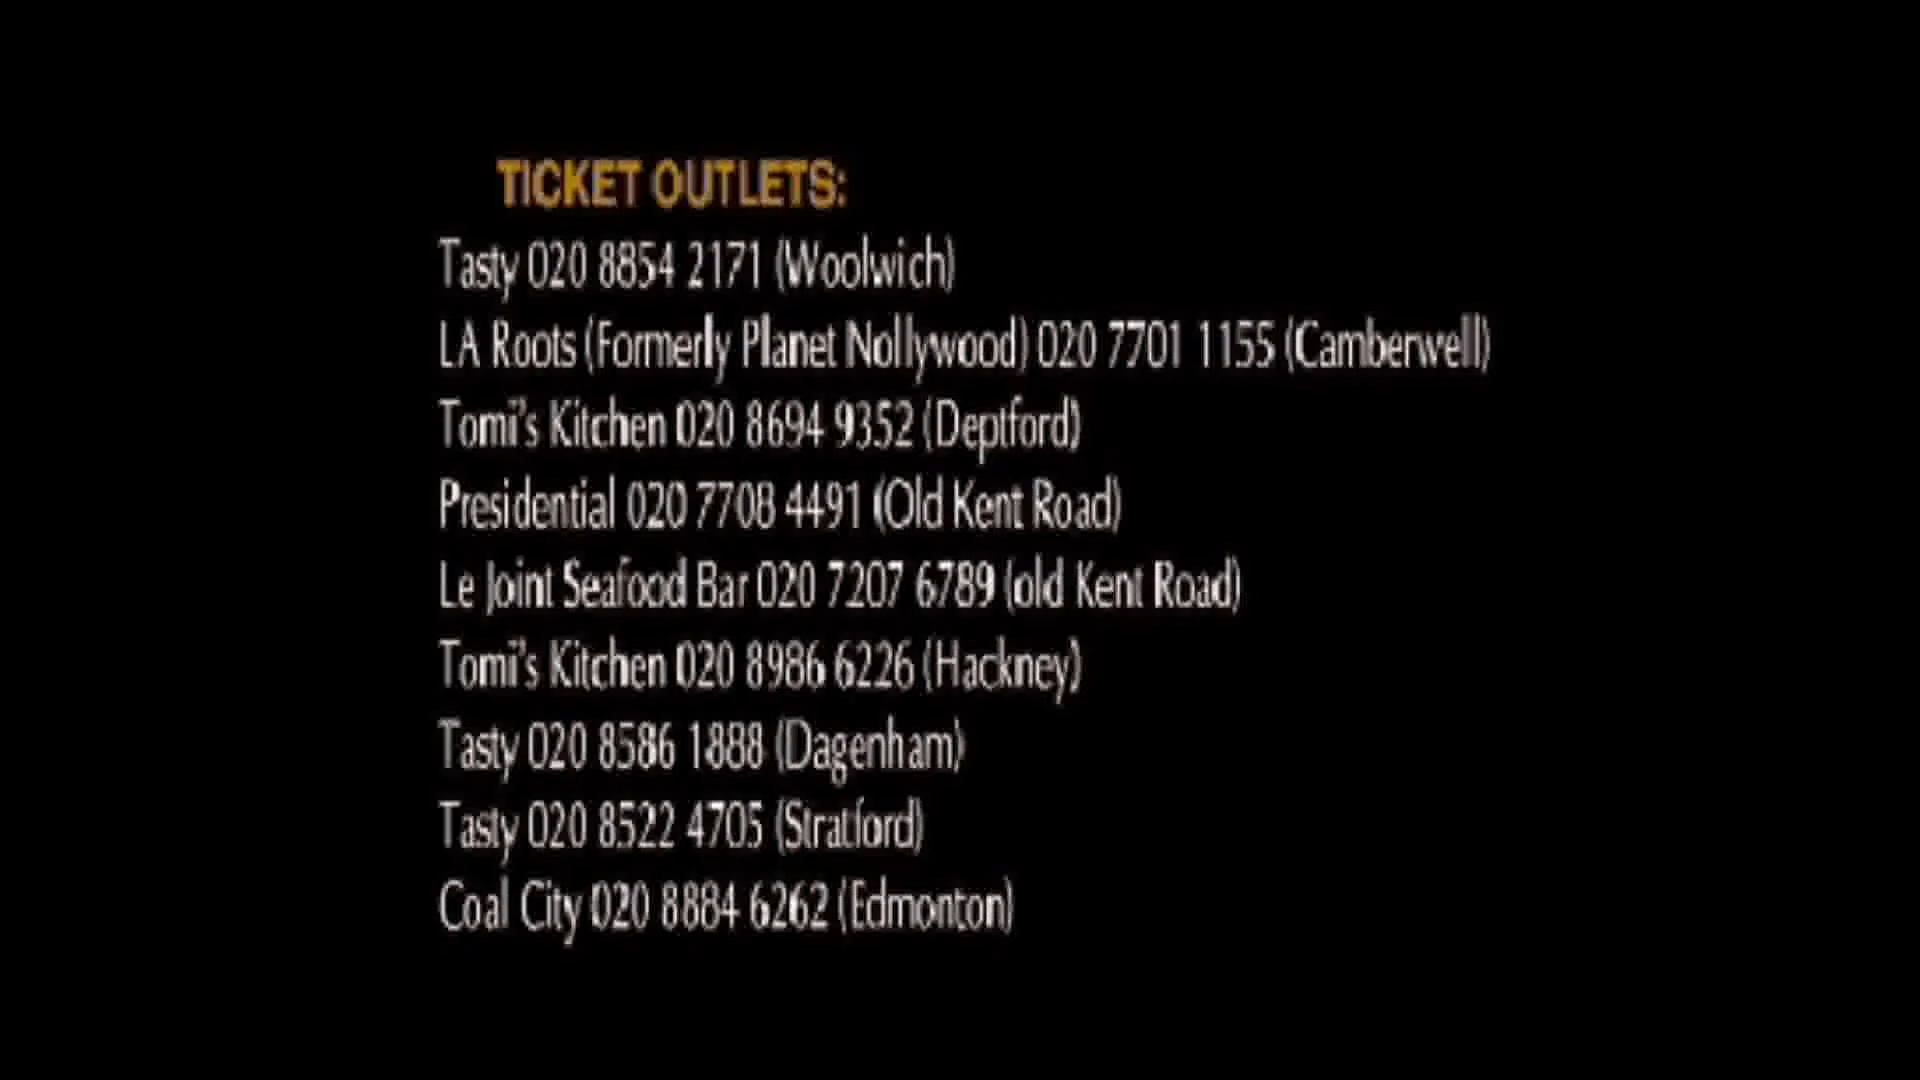 TICKET OUTLETS:
Tasty 020 8854 2171 (Woolwich)
LA Roots (Formerly Planet Nollywood) 020 7701 1155 (Camberwell)
Tomi's Kitchen 020 8694 9352 (Deptford)
Presidential 020 7708 4491 (Old Kent Road)
Le Joint Seafood Bar 020 7207 6789 (old Kent Road)
Tomi's Kitchen 020 8986 6226 (Hackney)
Tasty 020 8586 1888 (Dagenham)
Tasty 020 8522 4705 (Stratford)
Coal City 020 8884 6262 (Edmonton)